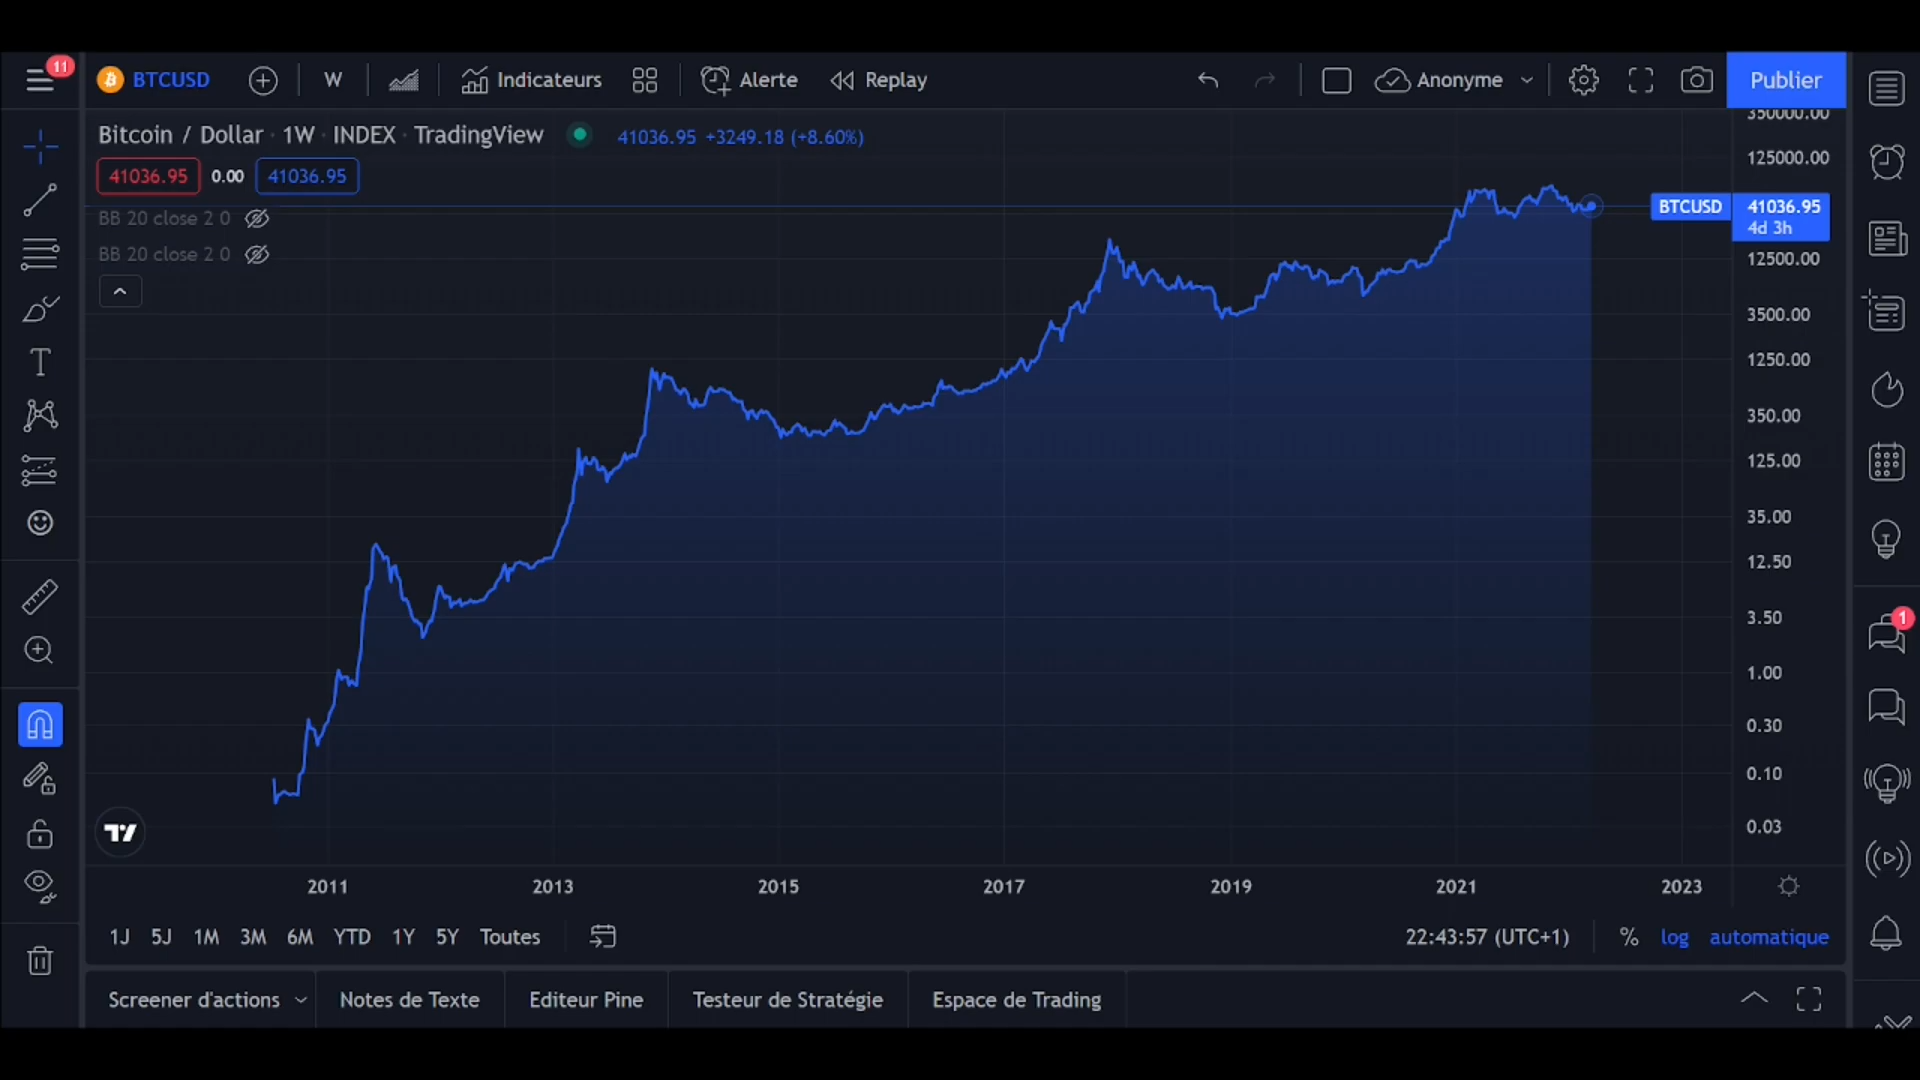 11
BTCUSD W Indicateurs Alerte Replay Anonyme Publier
Bitcoin / Dollar · 1W · INDEX · TradingView 41036.95 +3249.18 (+8.60%)
41036.95 0.00 41036.95
BB 20 close 2 0
BB 20 close 2 0
350000.00
125000.00
BTCUSD 41036.95
4d 3h
12500.00
3500.00
1250.00
350.00
125.00
35.00
12.50
3.50
1.00
0.30
0.10
0.03
1
2011 2013 2015 2017 2019 2021 2023
1J 5J 1M 3M 6M YTD 1Y 5Y Toutes 22:43:57 (UTC+1) % log automatique
Screener d'actions Notes de Texte Editeur Pine Testeur de Stratégie Espace de Trading